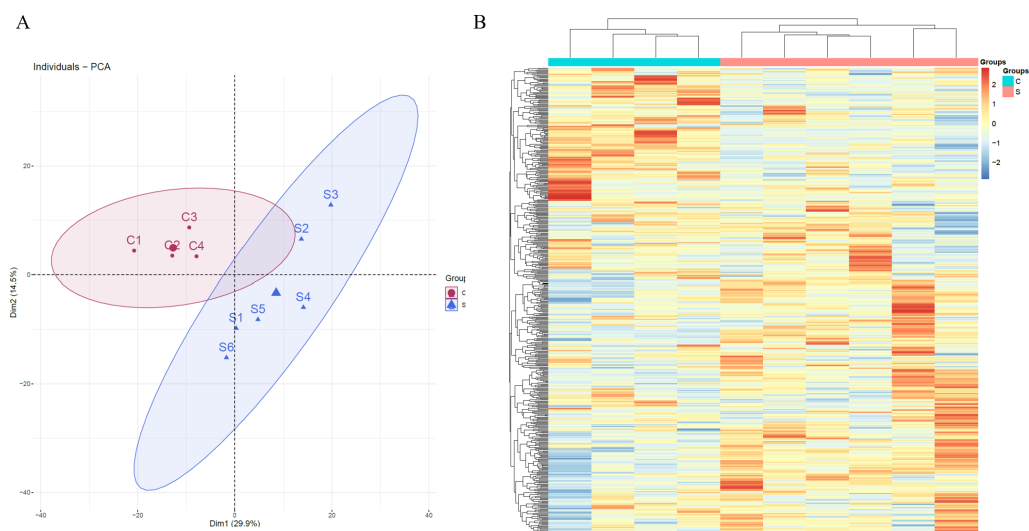 A
B
Individuals − PCA
20-
0-
-20-
-40-
-40
-20
0
20
40
Dim2 (14.5%)
Dim1 (29.9%)
C1
C2
C3
C4
S1
S2
S3
S4
S5
S6
Group
C
S
Groups
2
1
0
−1
−2
Groups
C
S